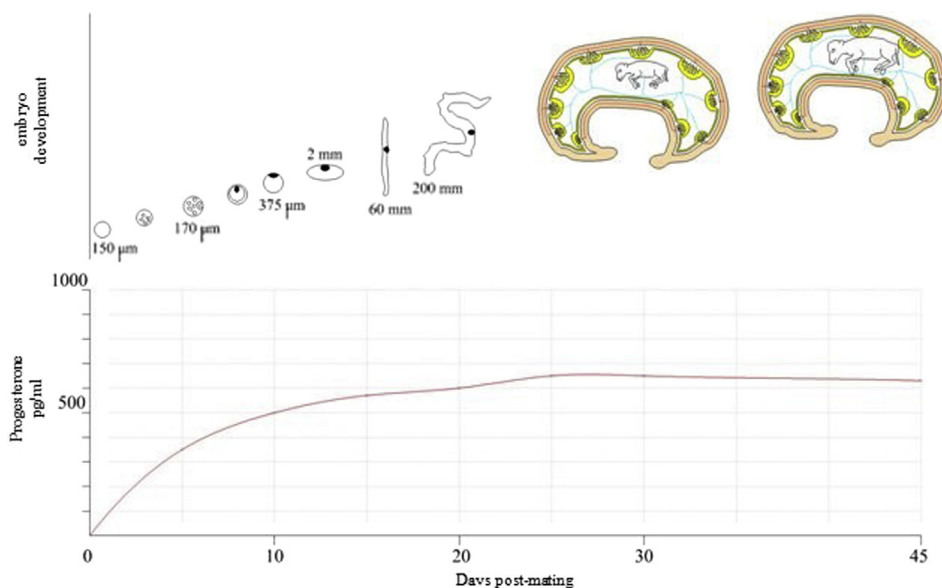 embryo
development
2 mm
375 µm
170 µm
150 µm
60 mm
200 mm
1000
500
Progosterone
pg/ml
0
10
20
30
45
Days post-mating